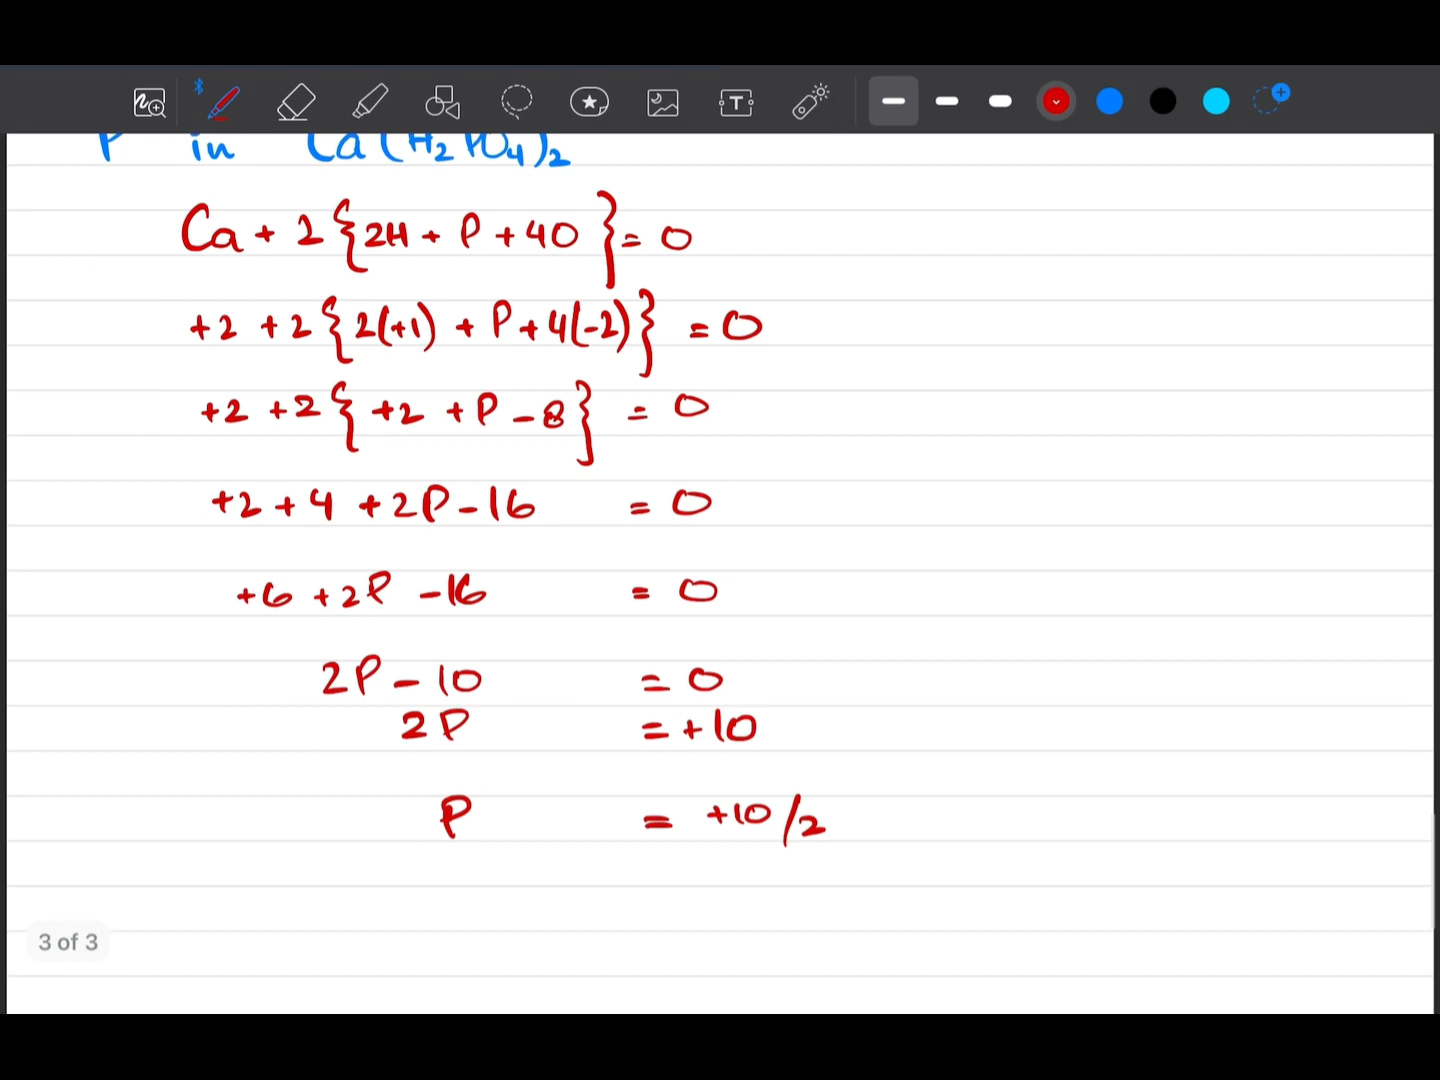 P in Ca(H₂PO₄)₂
Ca + 2{2H + P + 4O} = 0
+2 +2{2(+1) + P + 4(-2)} = 0
+2 +2{+2 + P - 8} = 0
+2 + 4 + 2P - 16 = 0
+6 + 2P - 16 = 0
2P - 10 = 0
2P = +10
P = +10/2
3 of 3